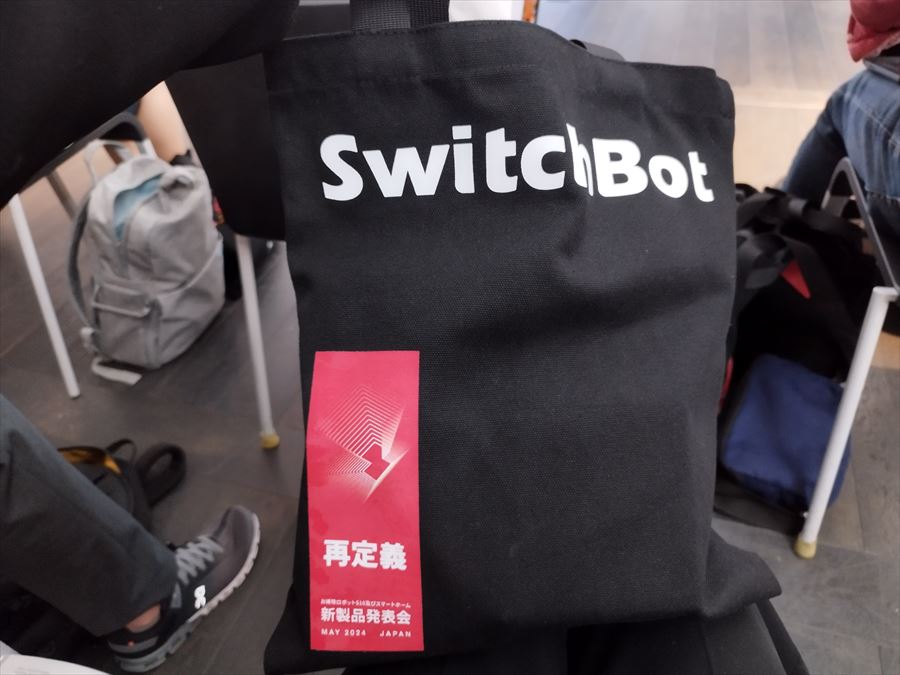 SwitchBot
再定義
お掃除ロボットS10及びスマートホーム
新製品発表会
MAY 2024 JAPAN